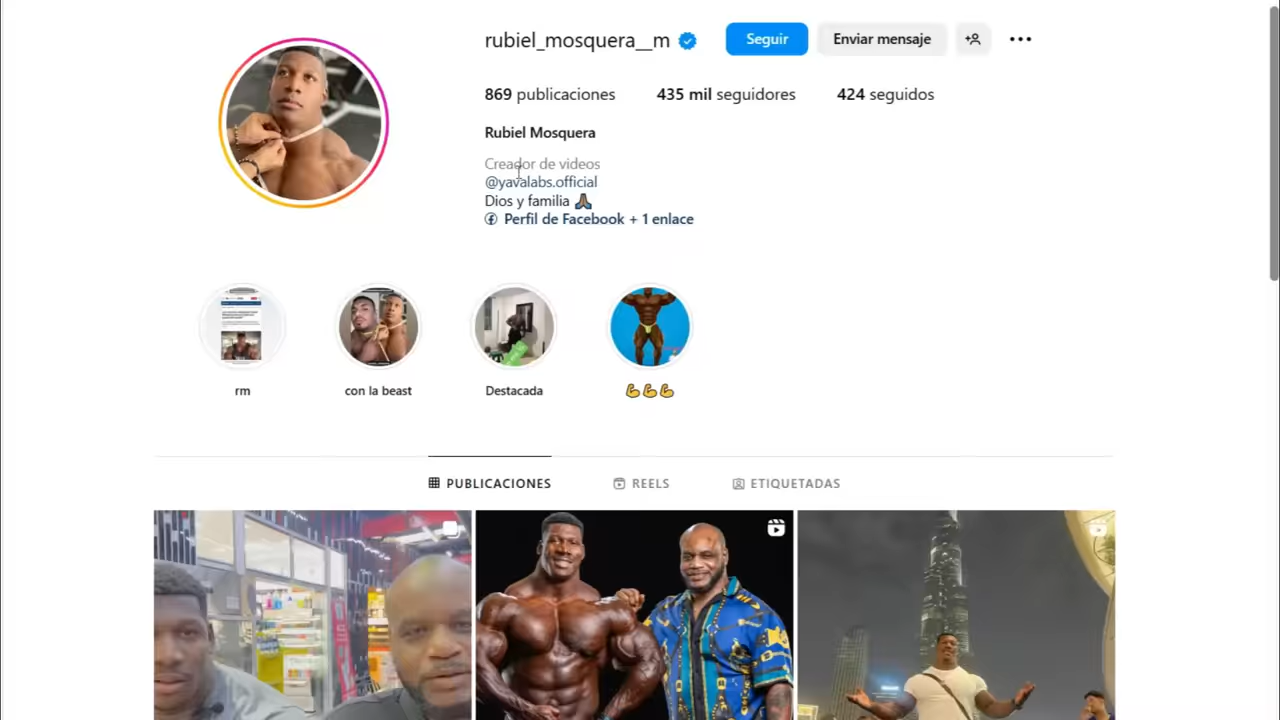 rubiel_mosquera__m
Seguir
Enviar mensaje
869 publicaciones
435 mil seguidores
424 seguidos
Rubiel Mosquera
Creador de videos
@yavalabs.official
Dios y familia 🙏🏾
Perfil de Facebook + 1 enlace
rm
con la beast
Destacada
💪💪💪
PUBLICACIONES
REELS
ETIQUETADAS